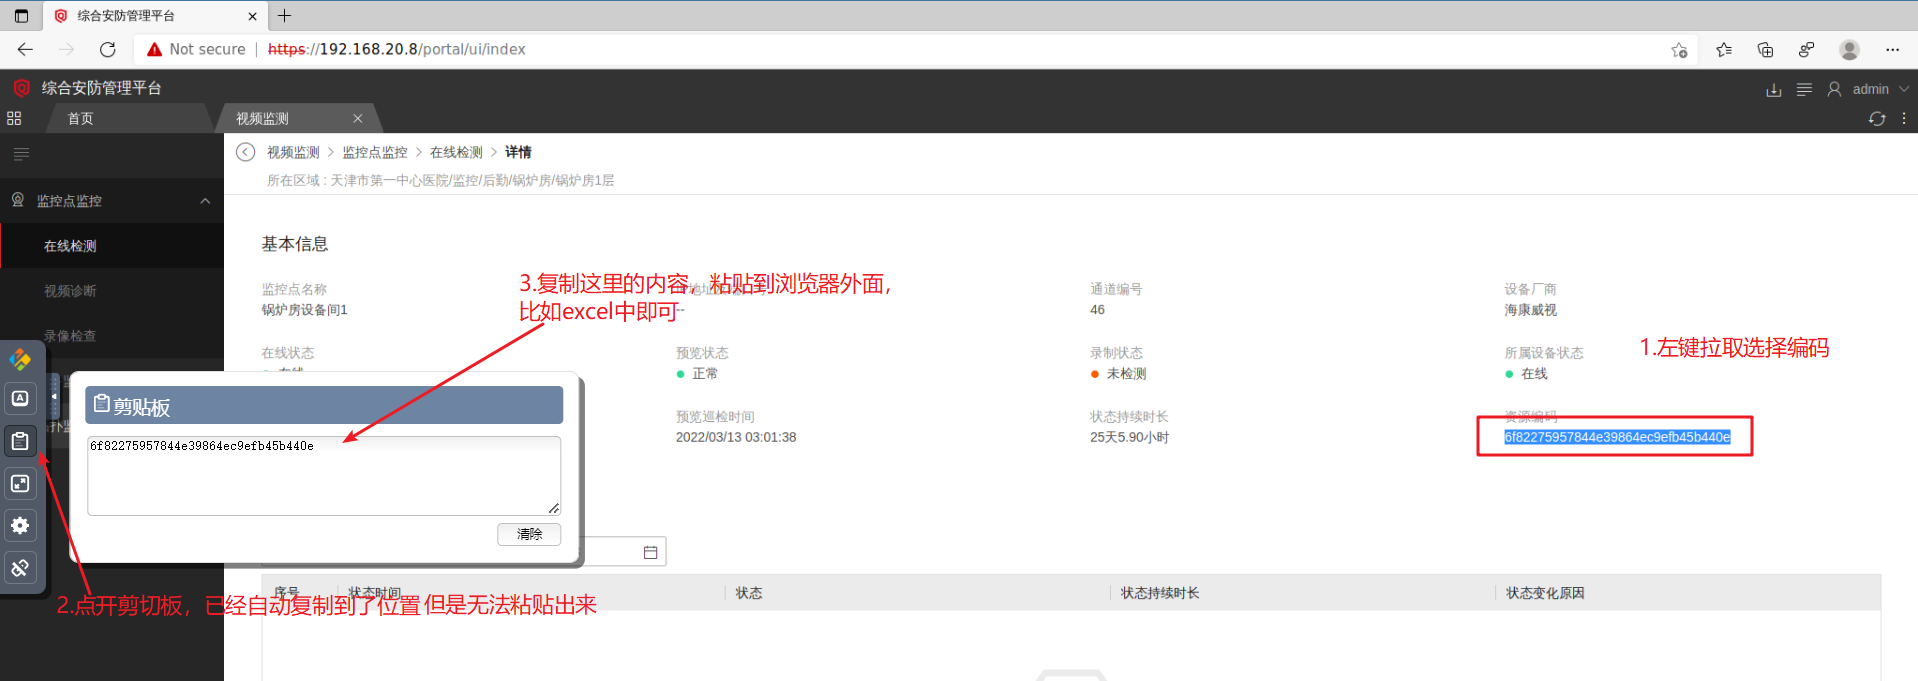 综合安防管理平台
Not secure
https://192.168.20.8/portal/ui/index
综合安防管理平台
admin
首页
视频监测
视频监测
监控点监控
在线检测
详情
所在区域 : 天津市第一中心医院/监控/后勤/锅炉房/锅炉房1层
监控点监控
在线检测
视频诊断
录像检查
基本信息
3.复制这里的内容，粘贴到浏览器外面，
比如excel中即可
监控点名称
锅炉房设备间1
--
通道编号
46
设备厂商
海康威视
在线状态
在线
预览状态
正常
录制状态
未检测
所属设备状态
在线
1.左键拉取选择编码
预览巡检时间
2022/03/13 03:01:38
状态持续时长
25天5.90小时
资源编码
6f82275957844e39864ec9efb45b440e
剪贴板
6f82275957844e39864ec9efb45b440e
清除
2.点开剪切板，已经自动复制到了位置 但是无法粘贴出来
序号
状态时间
状态
状态持续时长
状态变化原因